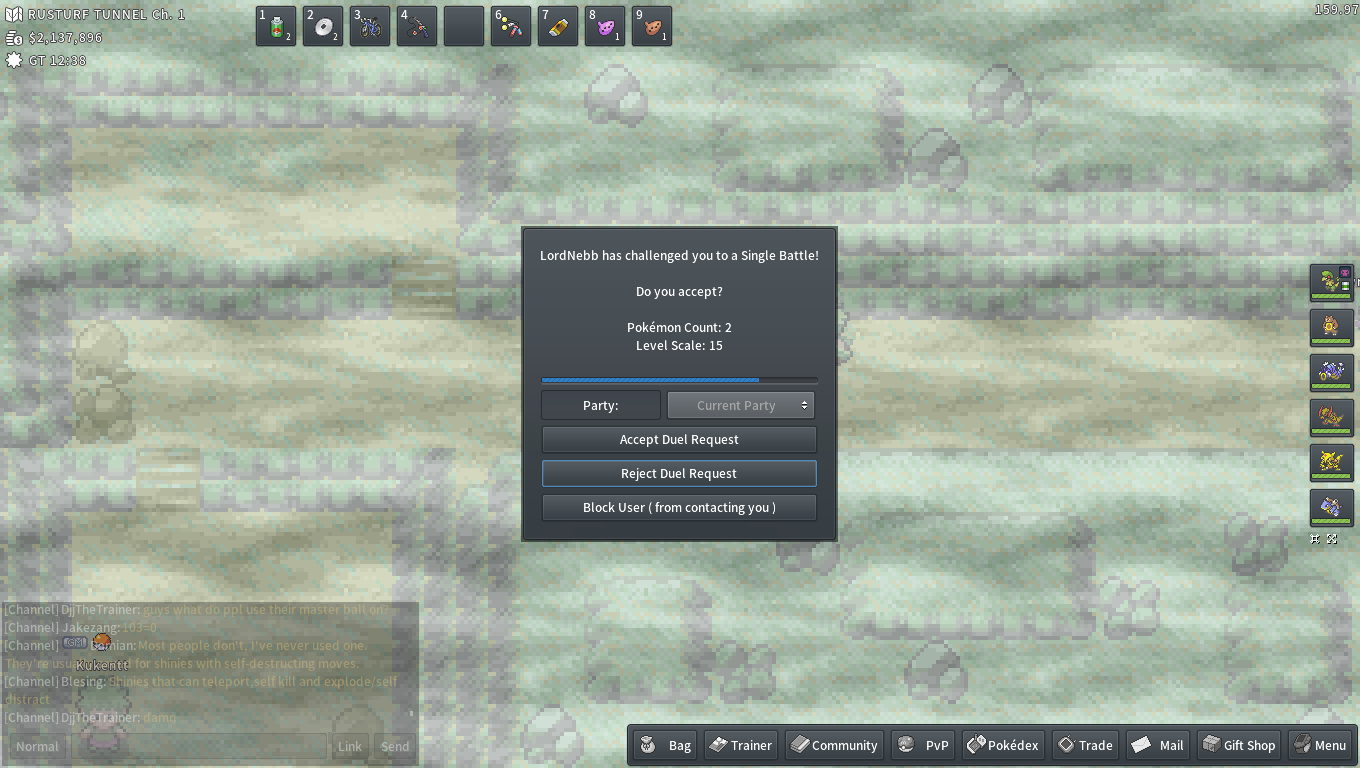 RUSTURF TUNNEL Ch. 1
$2,137,896
GT 12:38
1
2
2
2
3
4
6
7
8
1
9
1
159.97
LordNebb has challenged you to a Single Battle!
Do you accept?
Pokémon Count: 2
Level Scale: 15
Party:
Current Party
Accept Duel Request
Reject Duel Request
Block User ( from contacting you )
[Channel] DjjTheTrainer: guys what do ppl use their master ball on?
[Channel] Jakezang: 103=0
[Channel] GM Damian: Most people don't, I've never used one.
They're for shinies with self-destructing moves.
Kukentt
[Channel] Blesing: Shinies that can teleport,self kill and explode/self
distract
[Channel] DjjTheTrainer: damn
Normal
Link
Send
Bag
Trainer
Community
PvP
Pokédex
Trade
Mail
Gift Shop
Menu